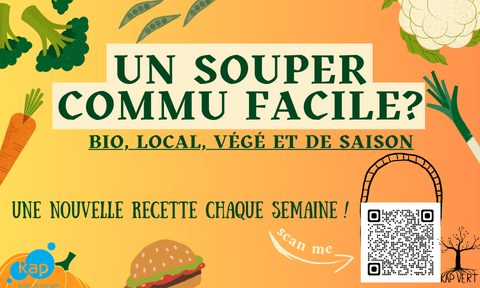 UN SOUPER
COMMU FACILE?
BIO, LOCAL, VÉGÉ ET DE SAISON
UNE NOUVELLE RECETTE CHAQUE SEMAINE !
scan me
kap
KAP VERT